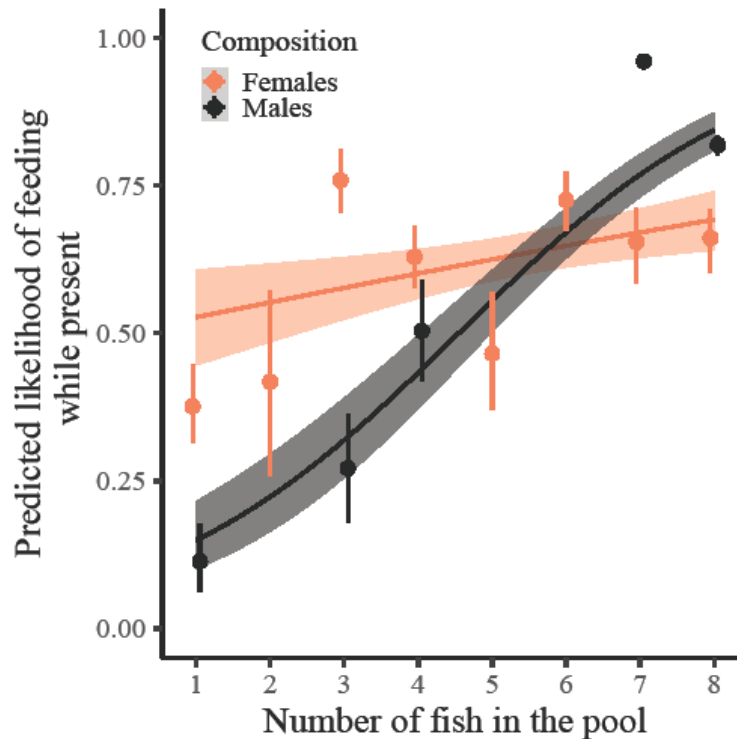 Predicted likelihood of feeding
while present
1.00
0.75
0.50
0.25
0.00
Composition
Females
Males
1 2 3 4 5 6 7 8
Number of fish in the pool